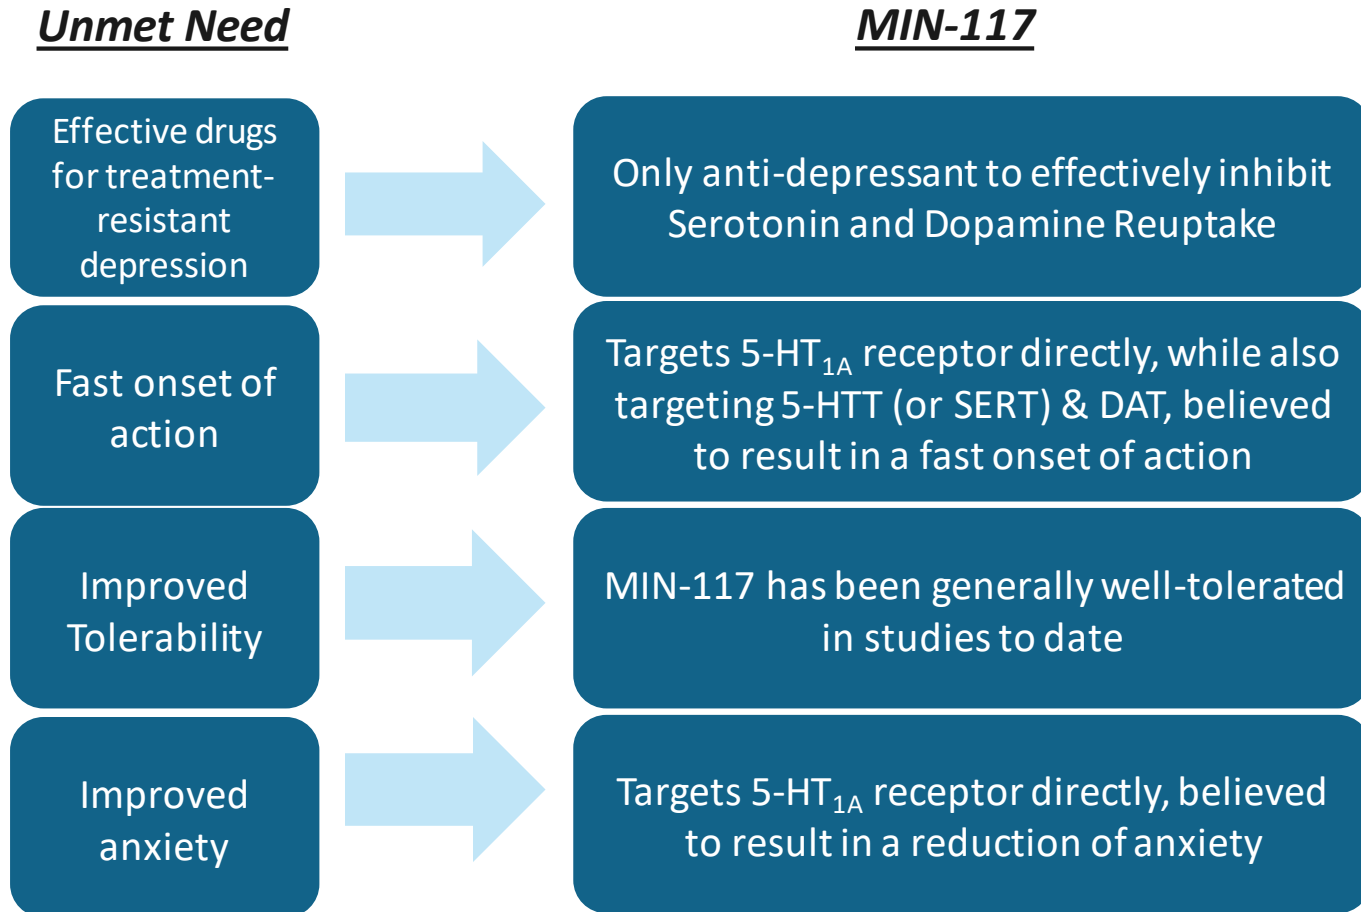 Unmet Need
MIN-117
Effective drugs
for treatment-
resistant
depression
Only anti-depressant to effectively inhibit
Serotonin and Dopamine Reuptake
Fast onset of
action
Targets 5-HT1A receptor directly, while also
targeting 5-HTT (or SERT) & DAT, believed
to result in a fast onset of action
Improved
Tolerability
MIN-117 has been generally well-tolerated
in studies to date
Improved
anxiety
Targets 5-HT1A receptor directly, believed
to result in a reduction of anxiety